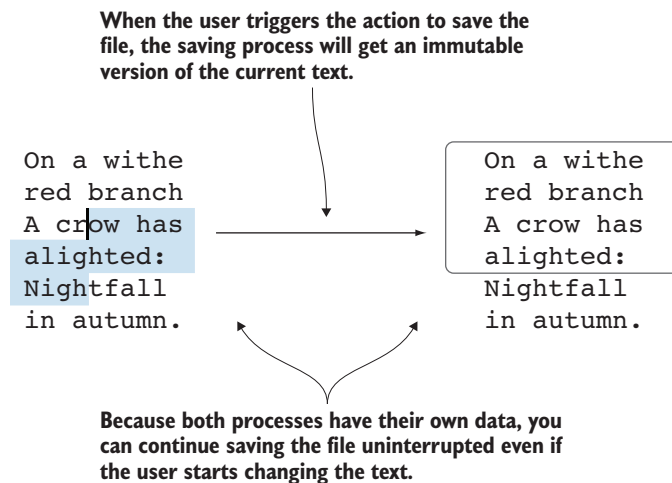 When the user triggers the action to save the
file, the saving process will get an immutable
version of the current text.
On a withe
red branch
A crow has
alighted:
Nightfall
in autumn.
On a withe
red branch
A crow has
alighted:
Nightfall
in autumn.
Because both processes have their own data, you
can continue saving the file uninterrupted even if
the user starts changing the text.